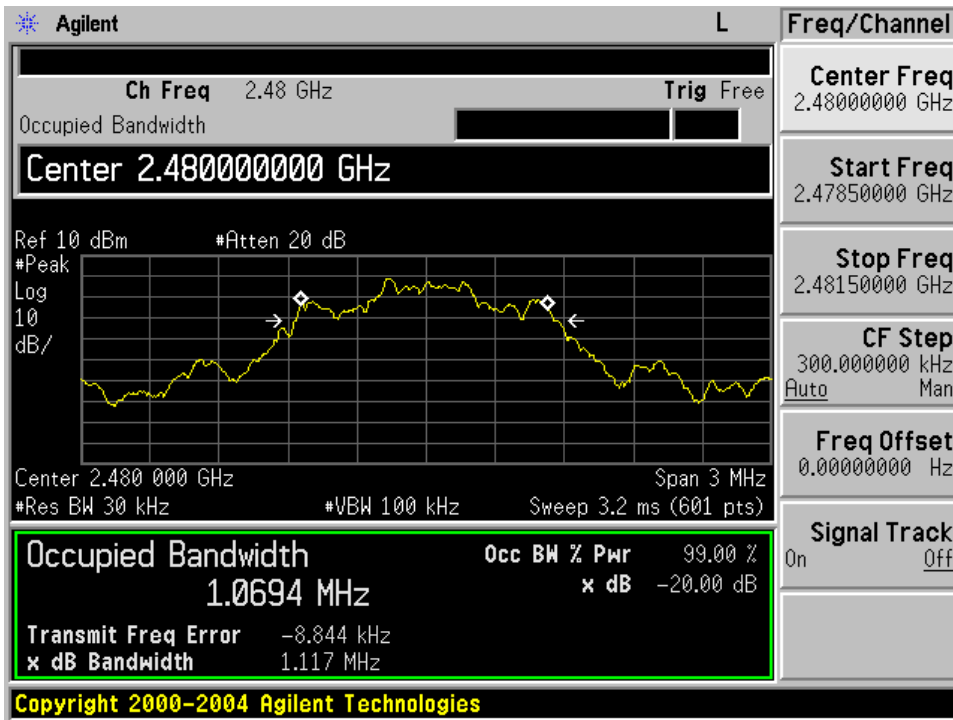 Agilent L
Freq/Channel
Ch Freq 2.48 GHz Trig Free
Occupied Bandwidth
Center 2.480000000 GHz
Ref 10 dBm #Atten 20 dB
#Peak
Log
10
dB/
Center 2.480 000 GHz Span 3 MHz
#Res BW 30 kHz #VBW 100 kHz Sweep 3.2 ms (601 pts)
Occupied Bandwidth
1.0694 MHz
Occ BW % Pwr 99.00 %
x dB -20.00 dB
Transmit Freq Error -8.844 kHz
x dB Bandwidth 1.117 MHz
Center Freq
2.48000000 GHz
Start Freq
2.47850000 GHz
Stop Freq
2.48150000 GHz
CF Step
300.000000 kHz
Auto Man
Freq Offset
0.00000000 Hz
Signal Track
On Off
Copyright 2000-2004 Agilent Technologies